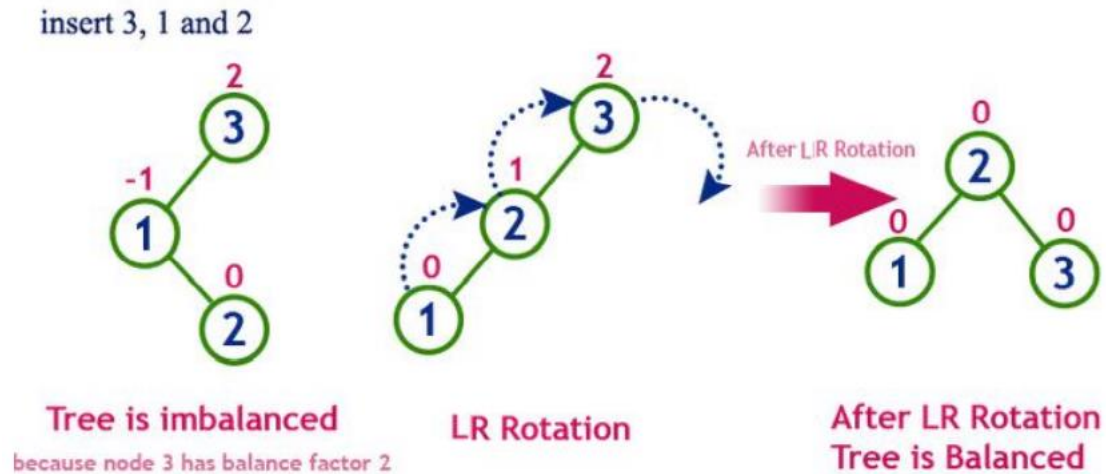 insert 3, 1 and 2
2
3
-1
1
0
2
Tree is imbalanced
because node 3 has balance factor 2
2
3
1
2
0
1
LR Rotation
After LR Rotation
0
2
0
1
0
3
After LR Rotation
Tree is Balanced